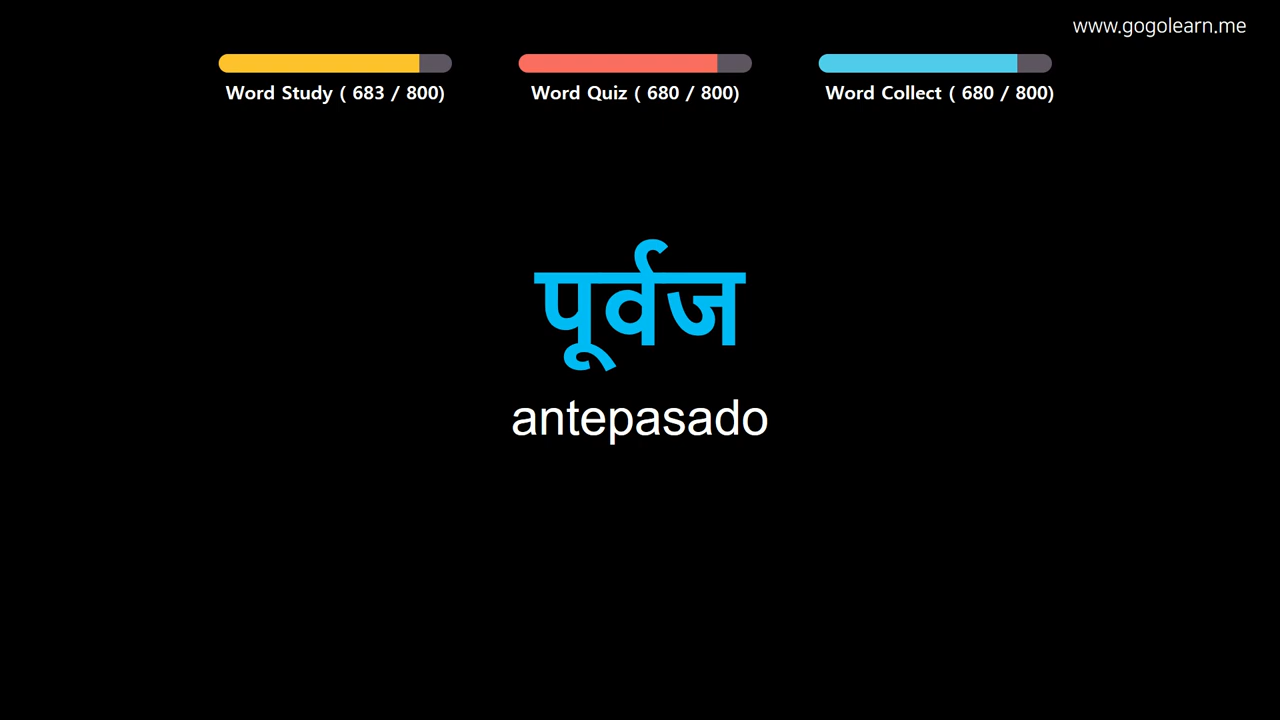 www.gogolearn.me
Word Study ( 683 / 800)
Word Quiz ( 680 / 800)
Word Collect ( 680 / 800)
पूर्वज
antepasado